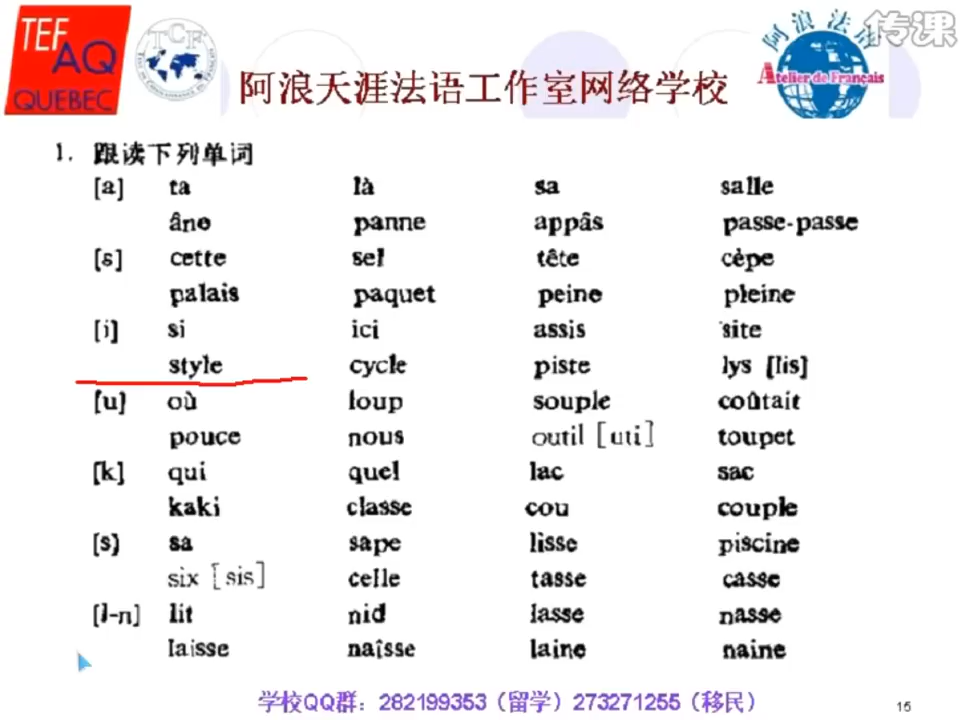 TEF
AQ
QUEBEC
TCF
阿浪法语
Atelier de Français
传课
阿浪天涯法语工作室网络学校
1. 跟读下列单词
[a] ta là sa salle
âne panne appâs passe-passe
[ɛ] cette sel tête cèpe
palais paquet peine pleine
[i] si ici assis site
style cycle piste lys [lis]
[u] où loup souple coûtait
pouce nous outil [uti] toupet
[k] qui quel lac sac
kaki classe cou couple
[s] sa sape lisse piscine
six [sis] celle tasse casse
[l-n] lit nid lasse nasse
laisse naîsse laine naine
学校QQ群：282199353（留学）273271255（移民）
15